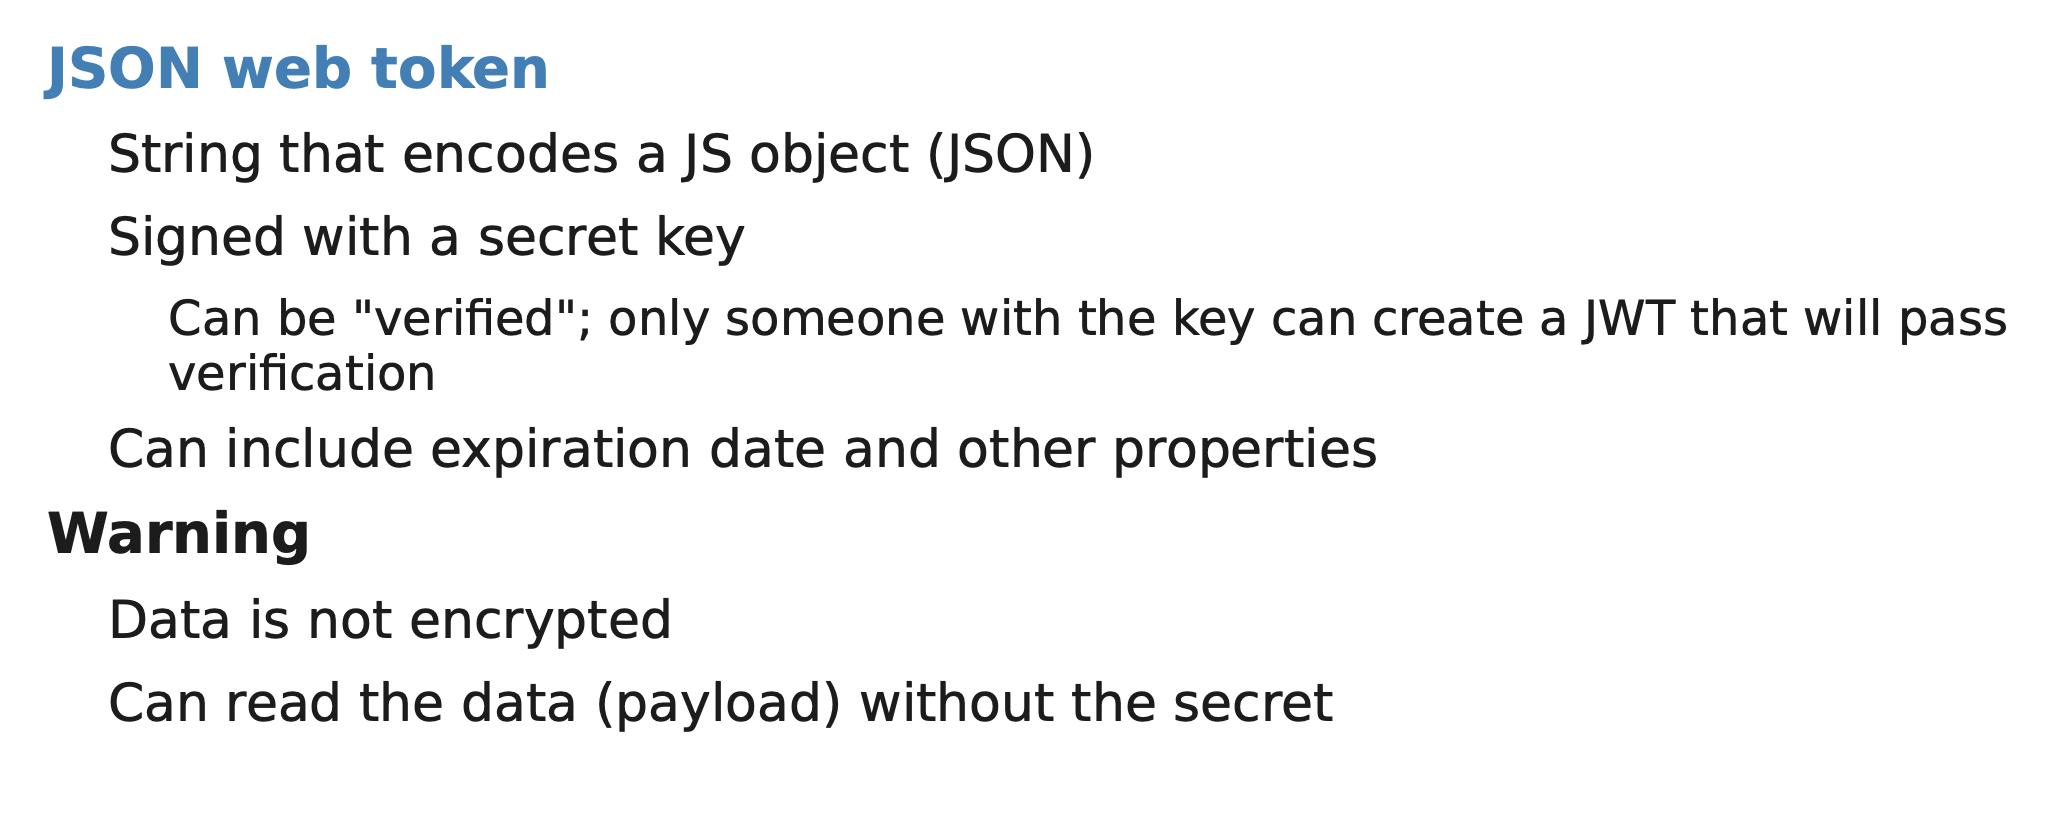 JSON web token
String that encodes a JS object (JSON)
Signed with a secret key
Can be "verified"; only someone with the key can create a JWT that will pass
verification
Can include expiration date and other properties
Warning
Data is not encrypted
Can read the data (payload) without the secret